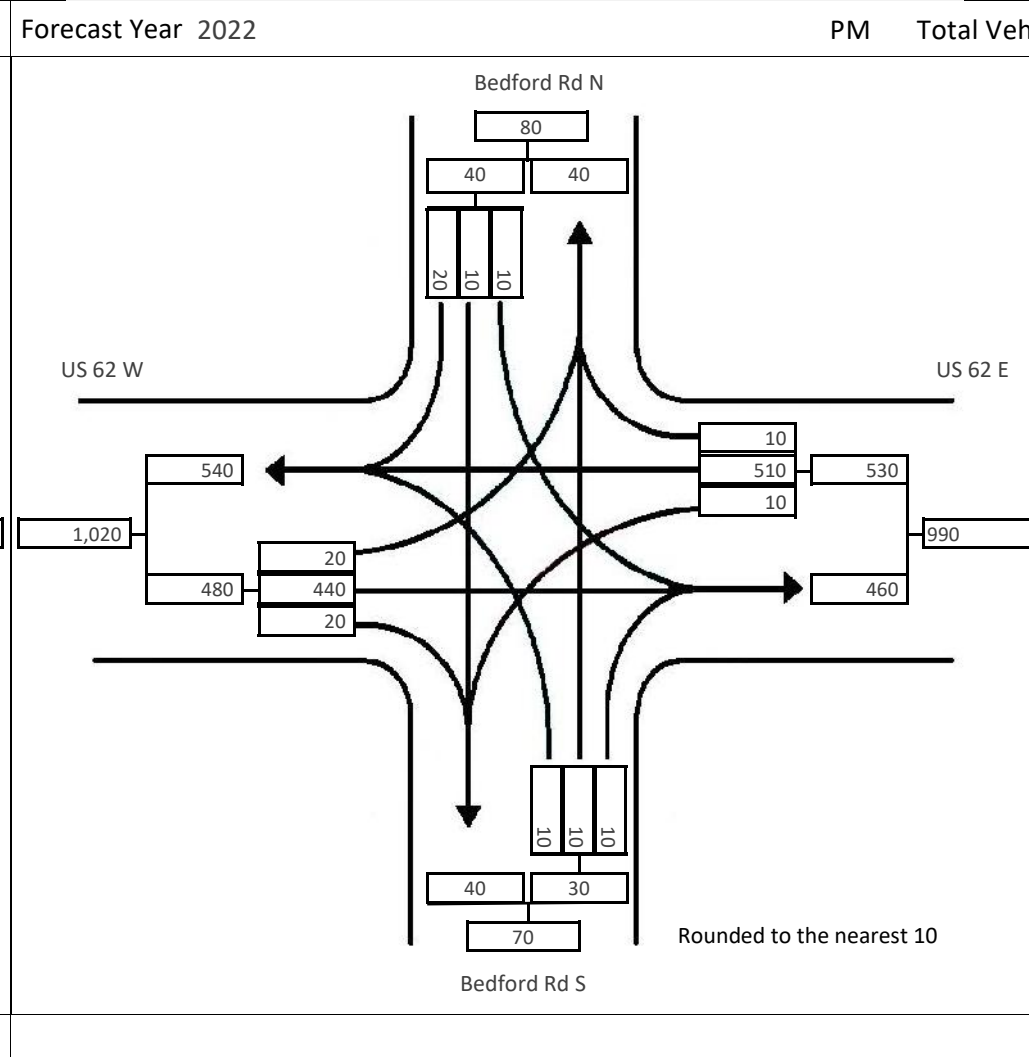 Forecast Year 2022 PM Total Veh
Bedford Rd N
80
40 40
20 10 10
US 62 W US 62 E
10
540 510 530
10
1,020 990
20
480 440 460
20
10 10 10
40 30
70 Rounded to the nearest 10
Bedford Rd S